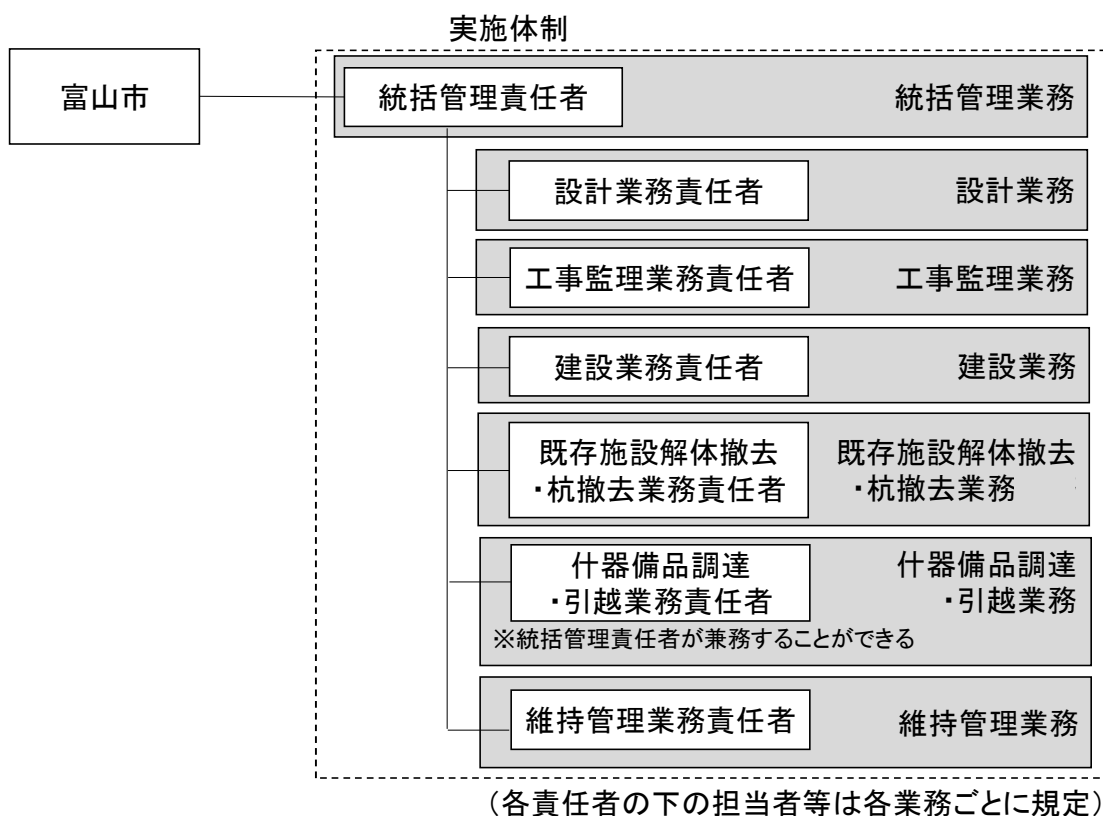 実施体制
富山市
統括管理責任者
統括管理業務
設計業務責任者
設計業務
工事監理業務責任者
工事監理業務
建設業務責任者
建設業務
既存施設解体撤去
・杭撤去業務責任者
既存施設解体撤去
・杭撤去業務
什器備品調達
・引越業務責任者
什器備品調達
・引越業務
※統括管理責任者が兼務することができる
維持管理業務責任者
維持管理業務
（各責任者の下の担当者等は各業務ごとに規定）